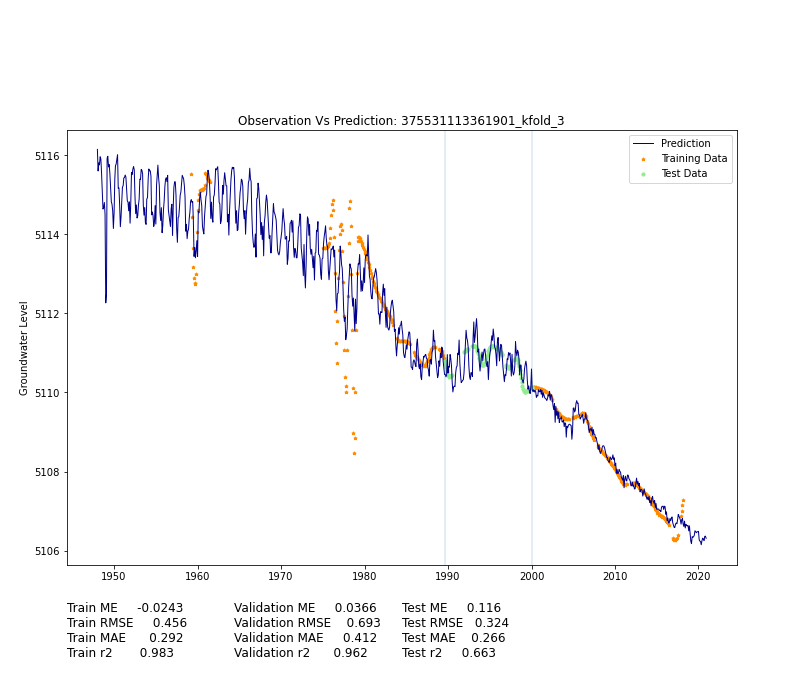 Observation Vs Prediction: 375531113361901_kfold_3
Prediction
Training Data
Test Data
Groundwater Level
5116
5114
5112
5110
5108
5106
1950 1960 1970 1980 1990 2000 2010 2020
Train ME -0.0243 Validation ME 0.0366 Test ME 0.116
Train RMSE 0.456 Validation RMSE 0.693 Test RMSE 0.324
Train MAE 0.292 Validation MAE 0.412 Test MAE 0.266
Train r2 0.983 Validation r2 0.962 Test r2 0.663